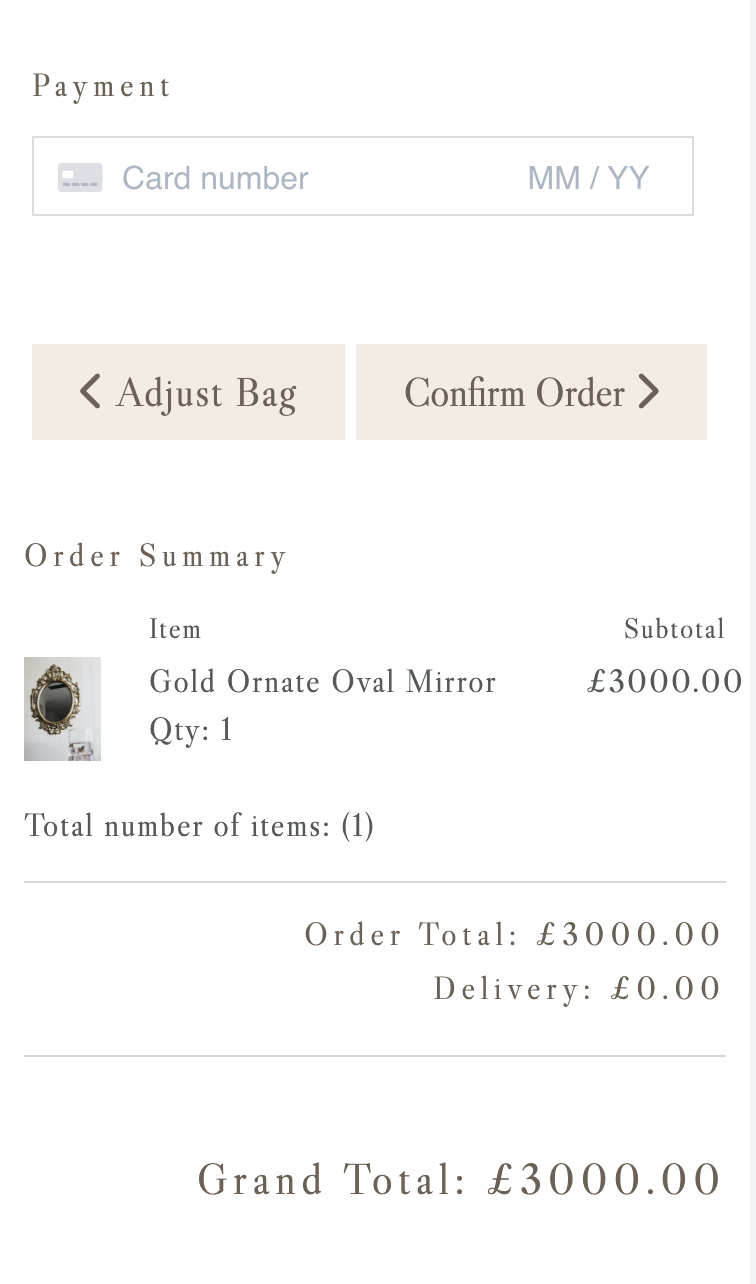 Payment
Card number MM / YY
Adjust Bag Confirm Order
Order Summary
Item Subtotal
Gold Ornate Oval Mirror £3000.00
Qty: 1
Total number of items: (1)
Order Total: £3000.00
Delivery: £0.00
Grand Total: £3000.00